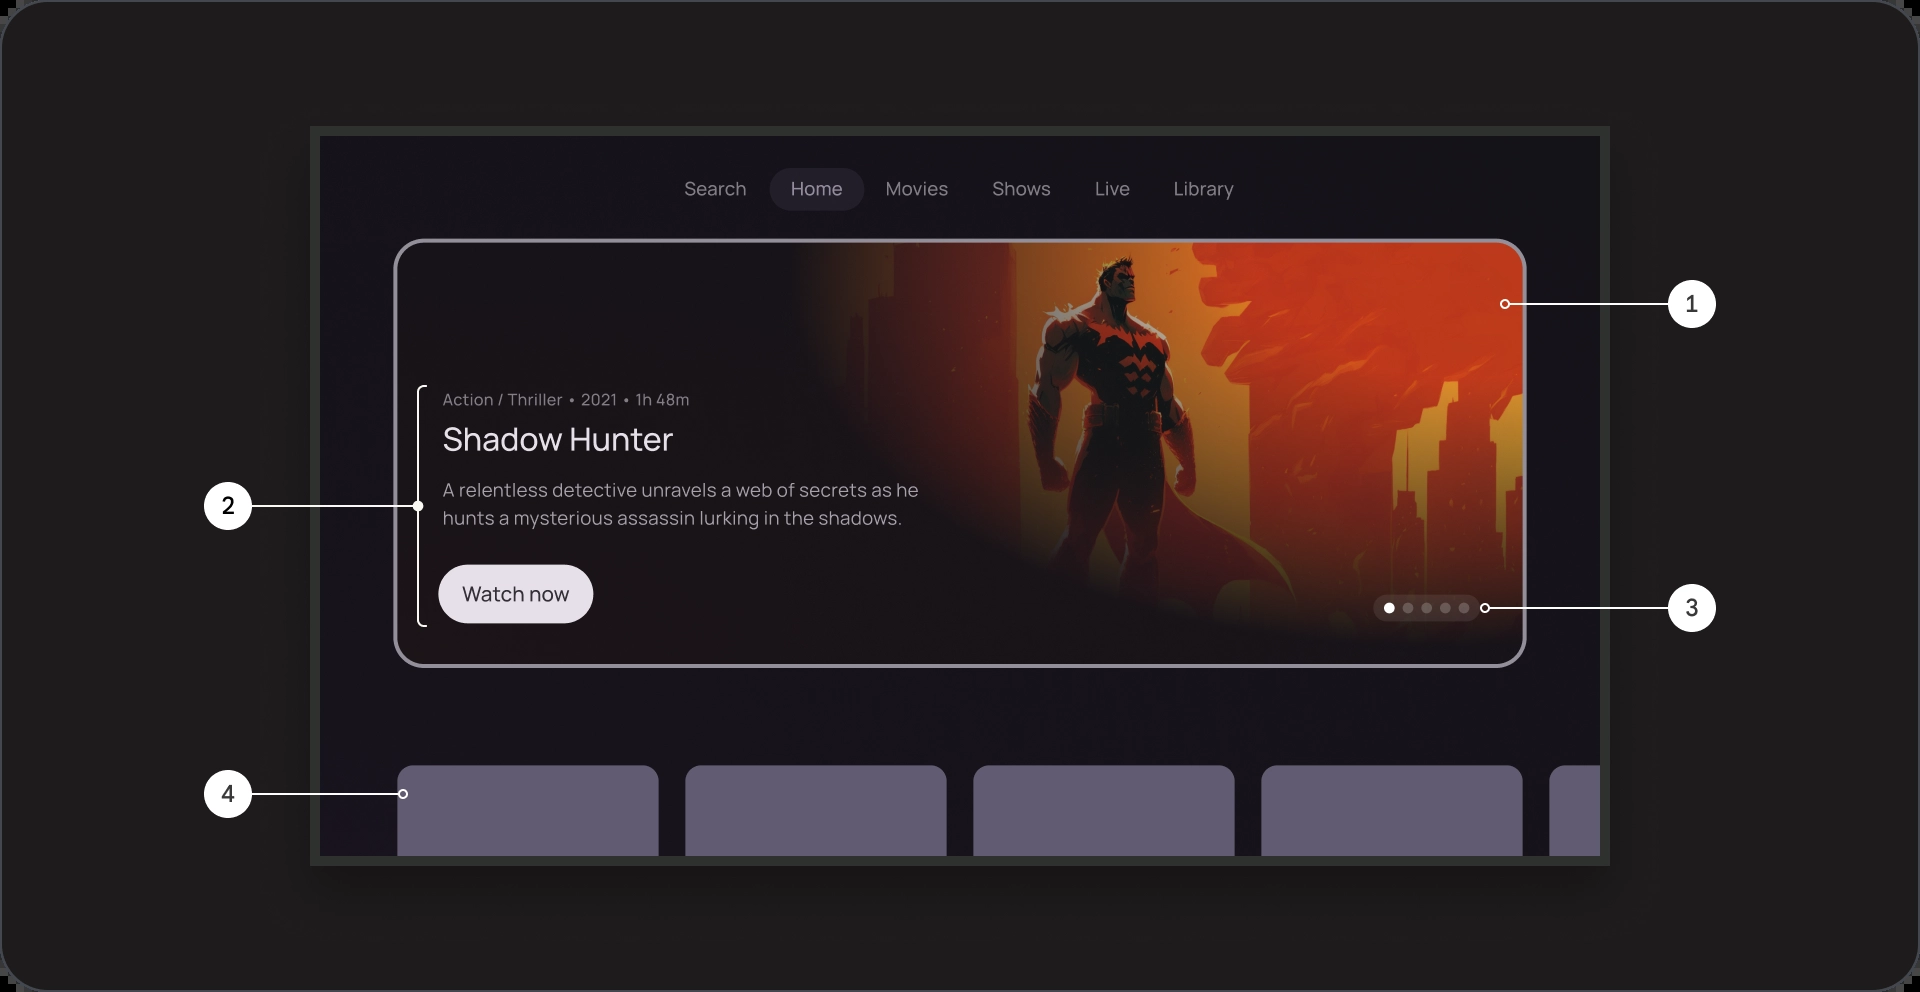 Search Home Movies Shows Live Library
1
Action / Thriller • 2021 • 1h 48m
Shadow Hunter
A relentless detective unravels a web of secrets as he
hunts a mysterious assassin lurking in the shadows.
2
Watch now
3
4